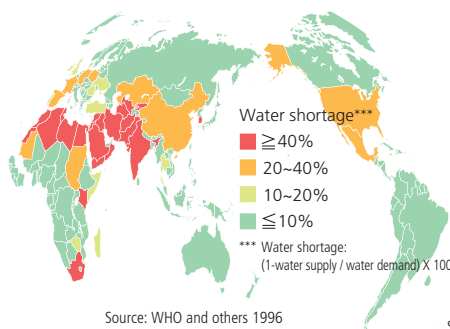 Water shortage***
≧40%
20~40%
10~20%
≦10%
*** Water shortage:
(1-water supply / water demand) X 100
Source: WHO and others 1996